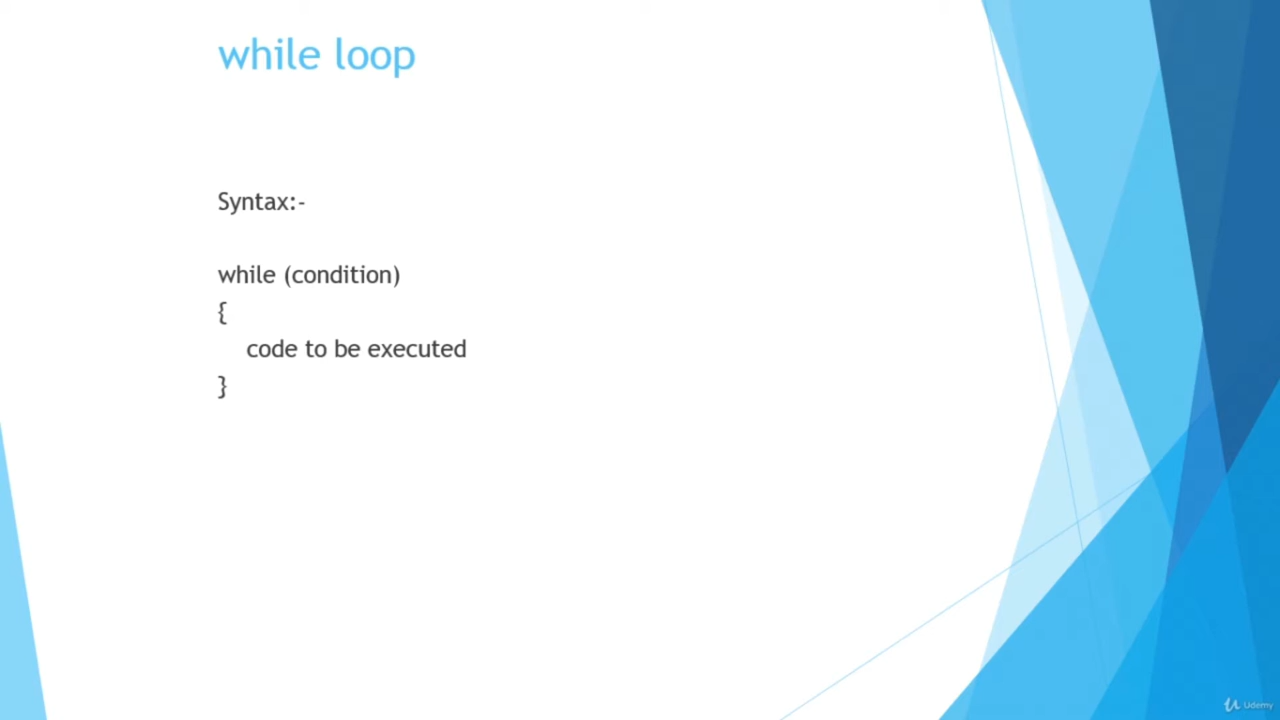 while loop
Syntax:-
while (condition)
{
code to be executed
}
Udemy